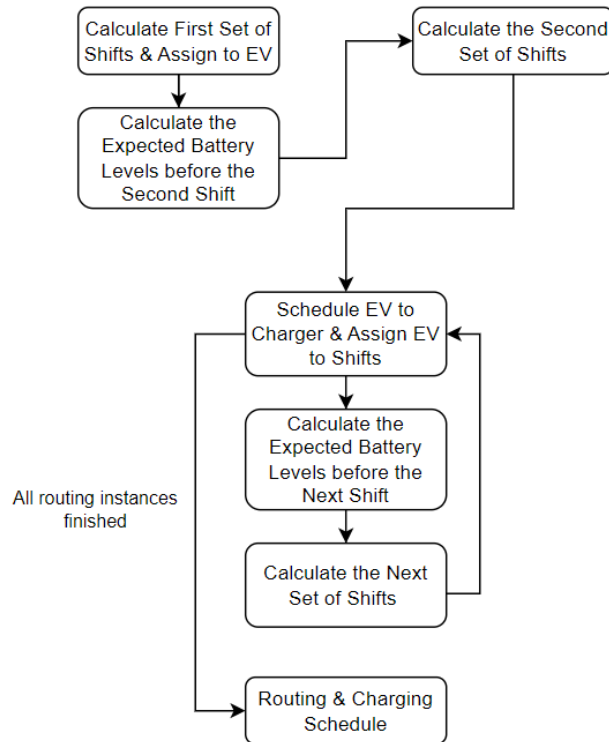 Calculate First Set of
Shifts & Assign to EV
Calculate the
Expected Battery
Levels before the
Second Shift
Calculate the Second
Set of Shifts
Schedule EV to
Charger & Assign EV
to Shifts
Calculate the
Expected Battery
Levels before the
Next Shift
All routing instances
finished
Calculate the Next
Set of Shifts
Routing & Charging
Schedule